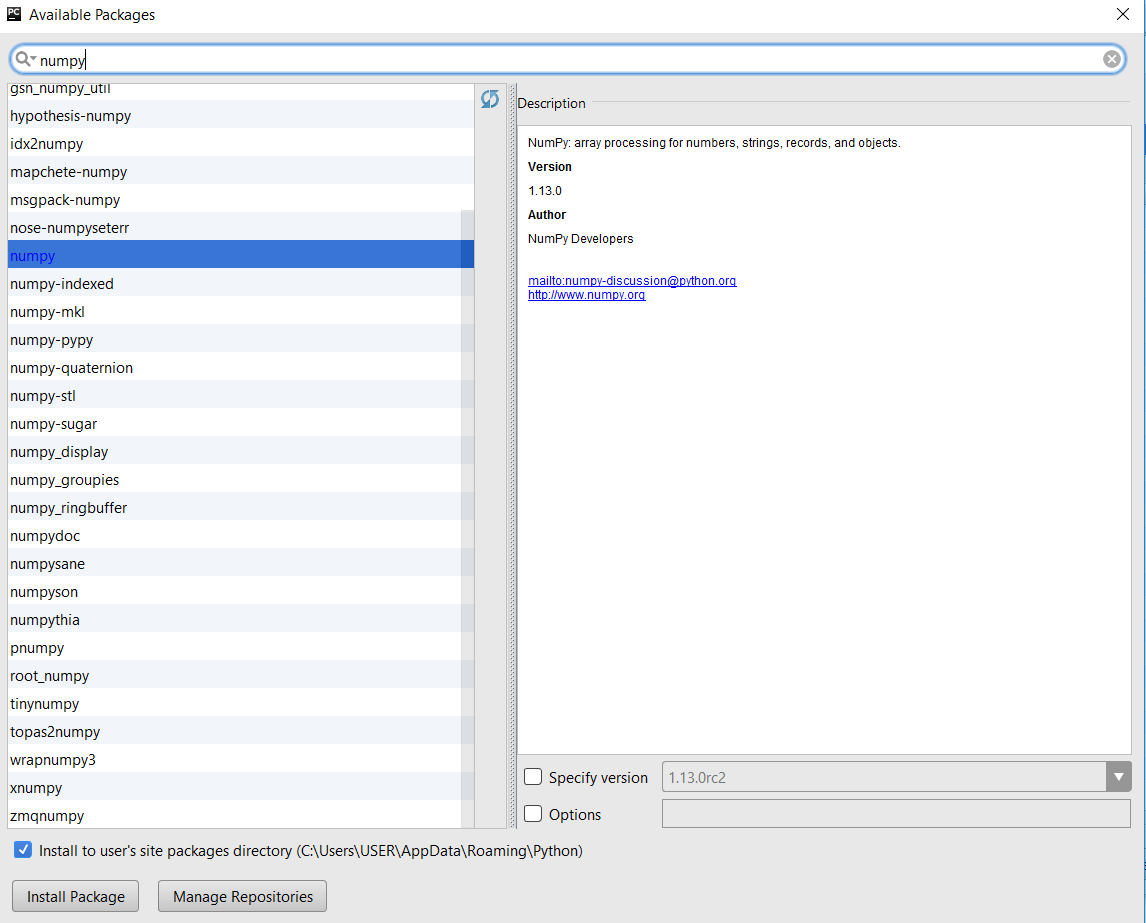 PC
Available Packages
numpy
gsn_numpy_util
hypothesis-numpy
idx2numpy
mapchete-numpy
msgpack-numpy
nose-numpyseterr
numpy
numpy-indexed
numpy-mkl
numpy-pypy
numpy-quaternion
numpy-stl
numpy-sugar
numpy_display
numpy_groupies
numpy_ringbuffer
numpydoc
numpysane
numpyson
numpythia
pnumpy
root_numpy
tinynumpy
topas2numpy
wrapnumpy3
xnumpy
zmqnumpy
Description
NumPy: array processing for numbers, strings, records, and objects.
Version
1.13.0
Author
NumPy Developers
mailto:numpy-discussion@python.org
http://www.numpy.org
Specify version
1.13.0rc2
Options
Install to user's site packages directory (C:\Users\USER\AppData\Roaming\Python)
Install Package
Manage Repositories